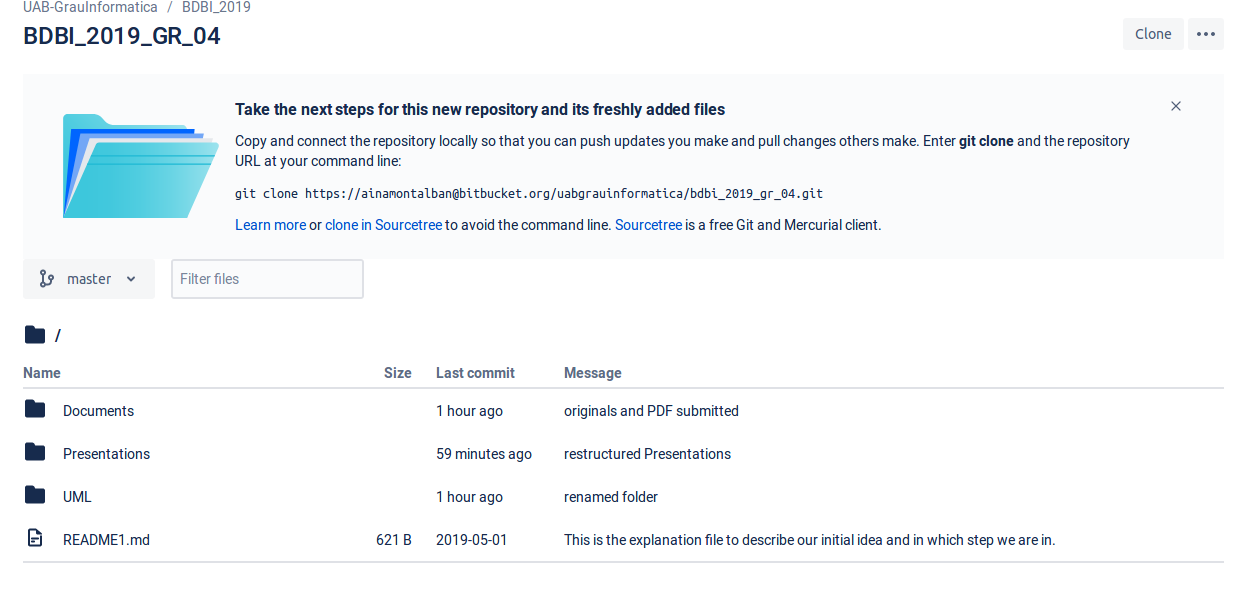 UAB-GrauInformatica / BDBI_2019
BDBI_2019_GR_04
Clone
Take the next steps for this new repository and its freshly added files
Copy and connect the repository locally so that you can push updates you make and pull changes others make. Enter git clone and the repository
URL at your command line:
git clone https://ainamontalban@bitbucket.org/uabgrauinformatica/bdbi_2019_gr_04.git
Learn more or clone in Sourcetree to avoid the command line. Sourcetree is a free Git and Mercurial client.
master Filter files
/
Name Size Last commit Message
Documents 1 hour ago originals and PDF submitted
Presentations 59 minutes ago restructured Presentations
UML 1 hour ago renamed folder
README1.md 621 B 2019-05-01 This is the explanation file to describe our initial idea and in which step we are in.